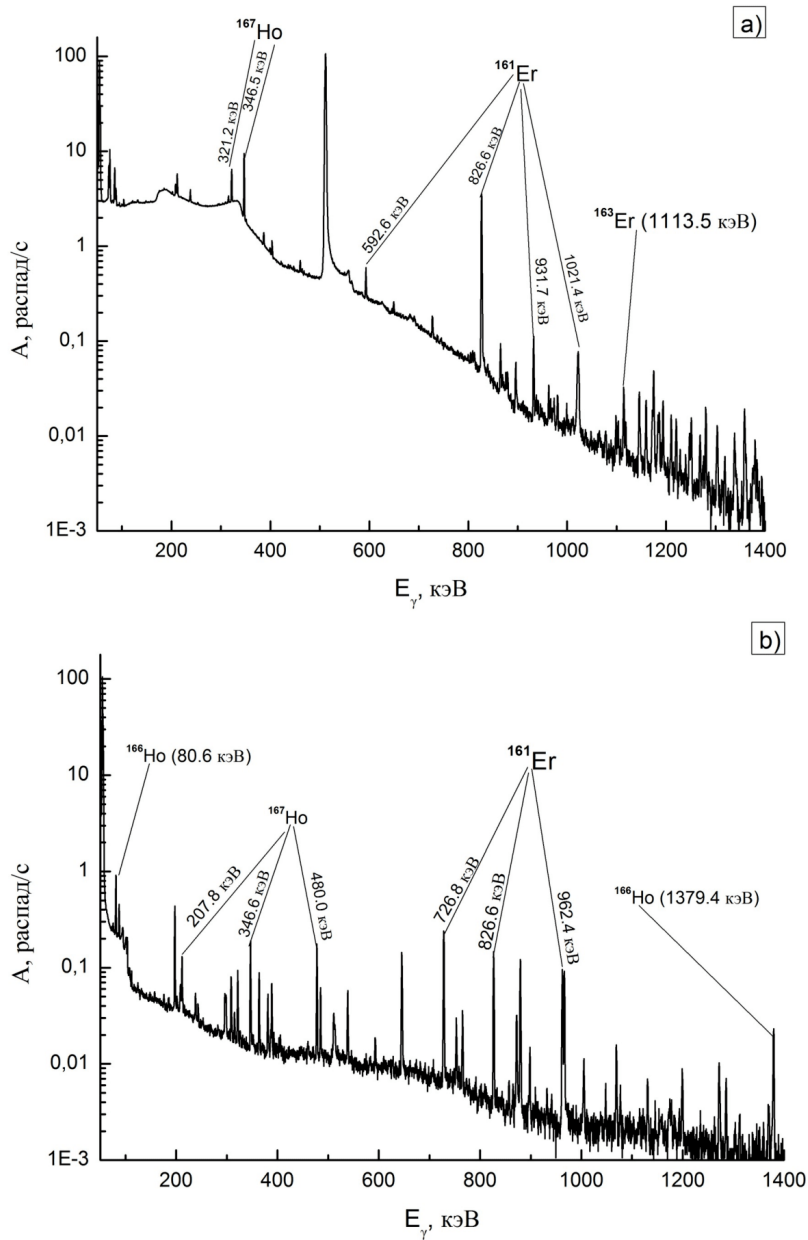 a)
¹⁶⁷Ho
321.2 кэВ
346.5 кэВ
¹⁶¹Er
592.6 кэВ
826.6 кэВ
931.7 кэВ
1021.4 кэВ
¹⁶³Er (1113.5 кэВ)
A, распад/с
100
10
1
0,1
0,01
1E-3
200 400 600 800 1000 1200 1400
Eᵧ, кэВ
b)
¹⁶⁶Ho (80.6 кэВ)
¹⁶⁷Ho
207.8 кэВ
346.6 кэВ
480.0 кэВ
¹⁶¹Er
726.8 кэВ
826.6 кэВ
962.4 кэВ
¹⁶⁶Ho (1379.4 кэВ)
A, распад/с
100
10
1
0,1
0,01
1E-3
200 400 600 800 1000 1200 1400
Eᵧ, кэВ